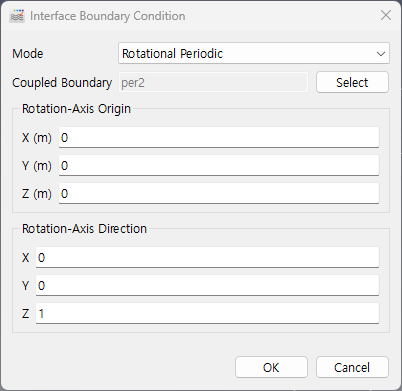 Interface Boundary Condition
Mode Rotational Periodic
Coupled Boundary per2 Select
Rotation-Axis Origin
X (m) 0
Y (m) 0
Z (m) 0
Rotation-Axis Direction
X 0
Y 0
Z 1
OK Cancel